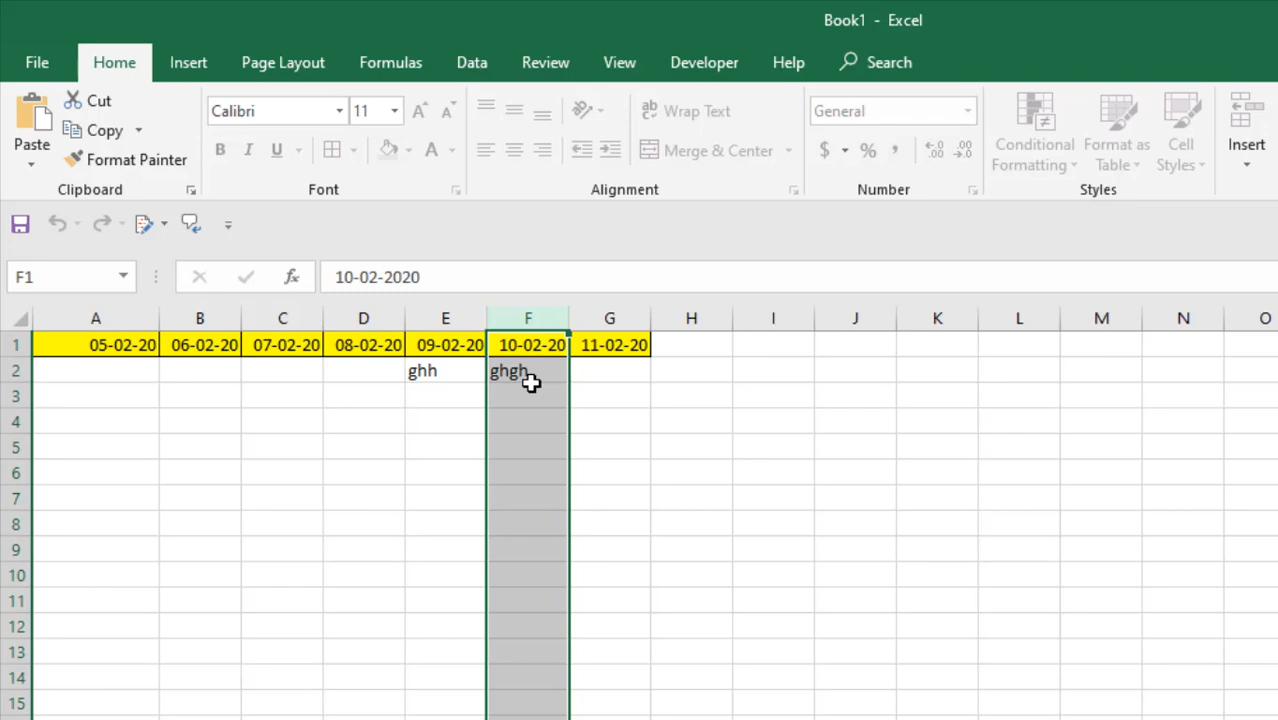 Book1 - Excel
File Home Insert Page Layout Formulas Data Review View Developer Help Search
Cut
Copy
Format Painter
Paste
Clipboard
Calibri 11
B I U A
Font
ab Wrap Text
Merge & Center
Alignment
General
$ % ,
Number
Conditional Formatting
Format as Table
Cell Styles
Styles
Insert
F1 fx 10-02-2020
A B C D E F G H I J K L M N O
1 05-02-20 06-02-20 07-02-20 08-02-20 09-02-20 10-02-20 11-02-20
2 ghh ghgh
3
4
5
6
7
8
9
10
11
12
13
14
15